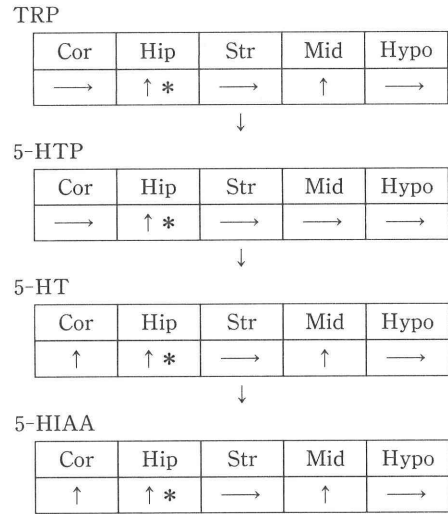 TRP
Cor Hip Str Mid Hypo
→ ↑ * → ↑ →
↓
5-HTP
Cor Hip Str Mid Hypo
→ ↑ * → → →
↓
5-HT
Cor Hip Str Mid Hypo
↑ ↑ * → ↑ →
↓
5-HIAA
Cor Hip Str Mid Hypo
↑ ↑ * → ↑ →